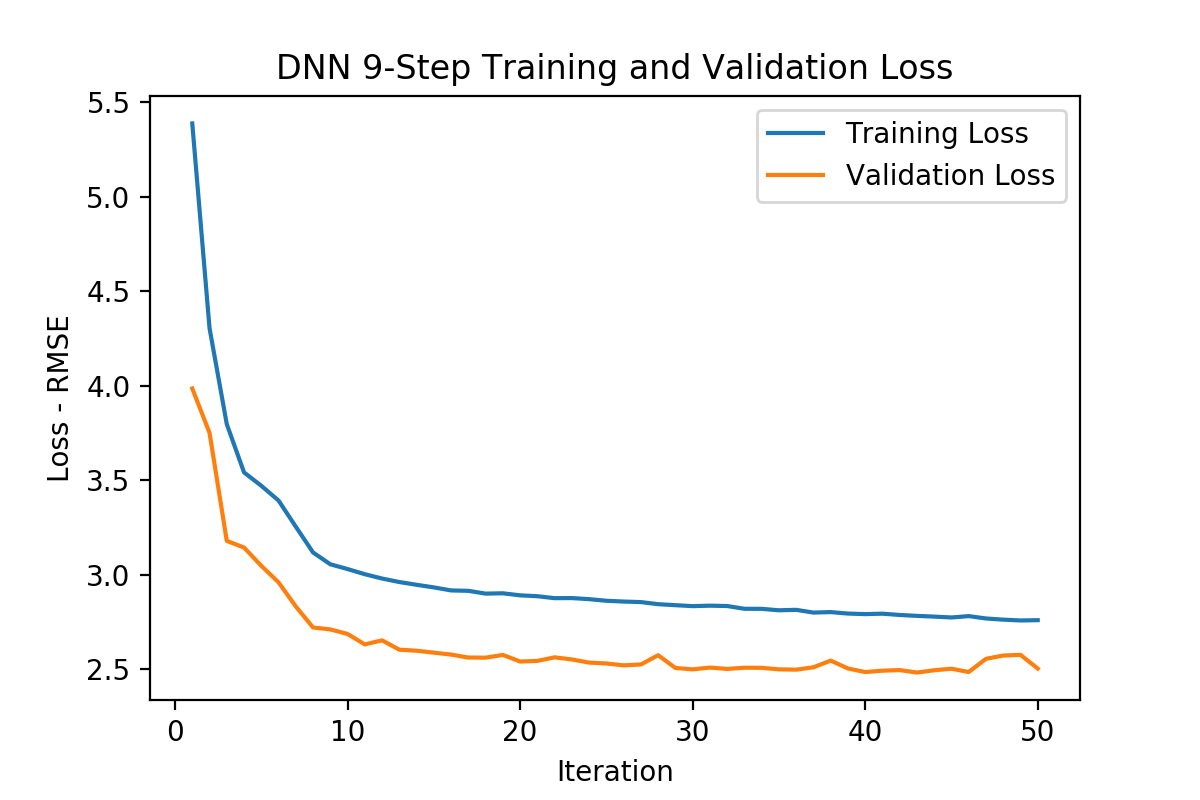 DNN 9-Step Training and Validation Loss
Training Loss
Validation Loss
Loss - RMSE
5.5
5.0
4.5
4.0
3.5
3.0
2.5
0 10 20 30 40 50
Iteration